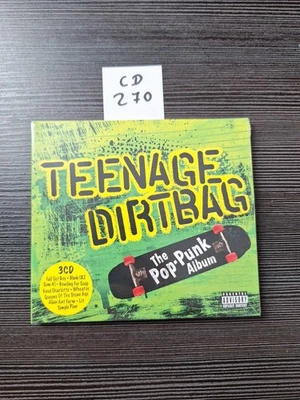 CD
270
TEENAGE
DIRTBAG
The
Pop-Punk
Album
3CD
Fall Out Boy • Blink 182
Sum 41 • Bowling For Soup
Good Charlotte • Wheatus
Queens Of The Stone Age
Alien Ant Farm • Lit
Simple Plan
PARENTAL
ADVISORY
EXPLICIT CONTENT